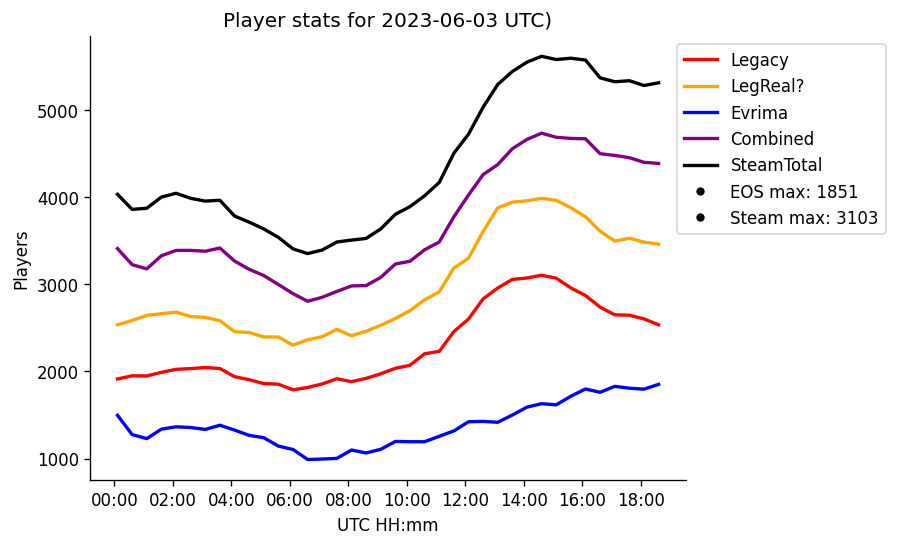 Player stats for 2023-06-03 UTC)
Legacy
LegReal?
Evrima
Combined
SteamTotal
EOS max: 1851
Steam max: 3103
Players
5000
4000
3000
2000
1000
00:00 02:00 04:00 06:00 08:00 10:00 12:00 14:00 16:00 18:00
UTC HH:mm